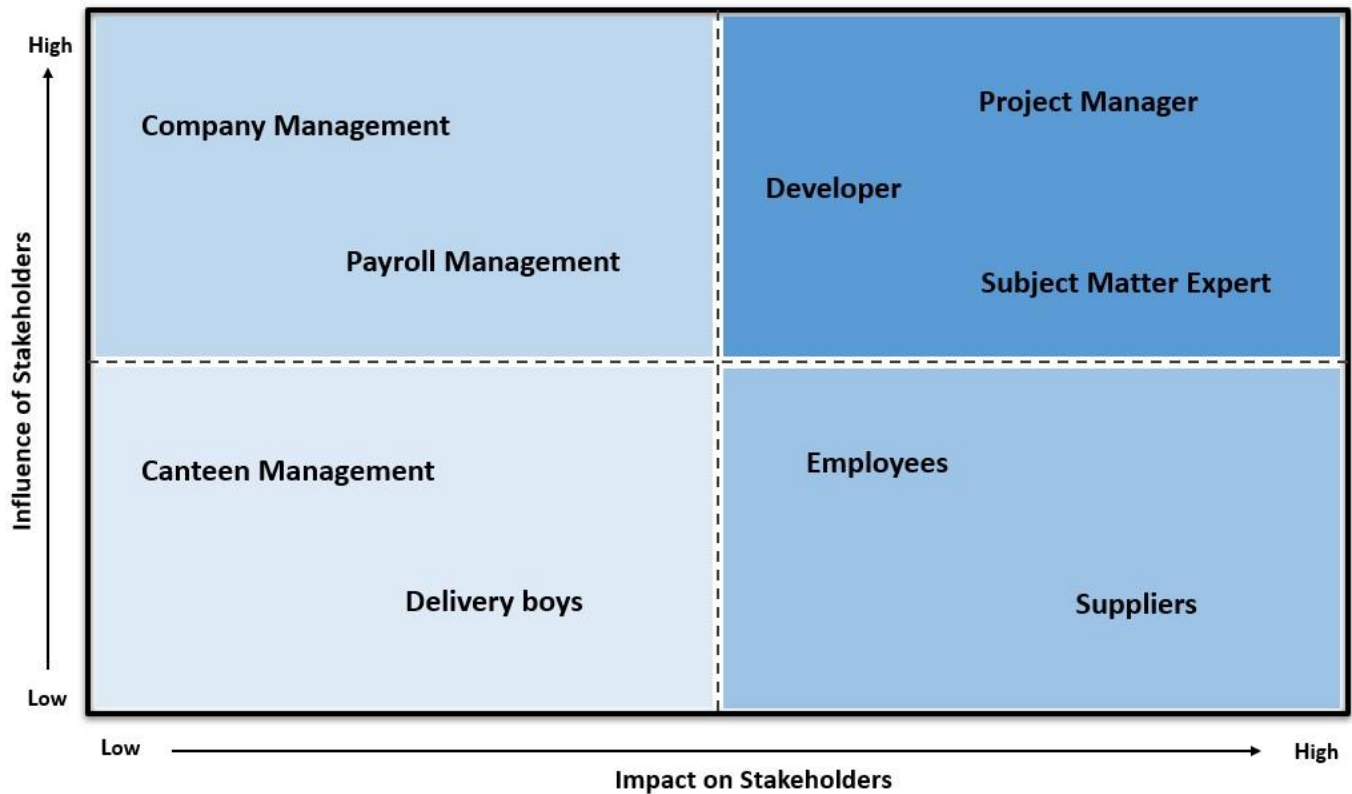 High
Company Management
Project Manager
Developer
Payroll Management
Subject Matter Expert
Influence of Stakeholders
Canteen Management
Employees
Delivery boys
Suppliers
Low
Low
High
Impact on Stakeholders